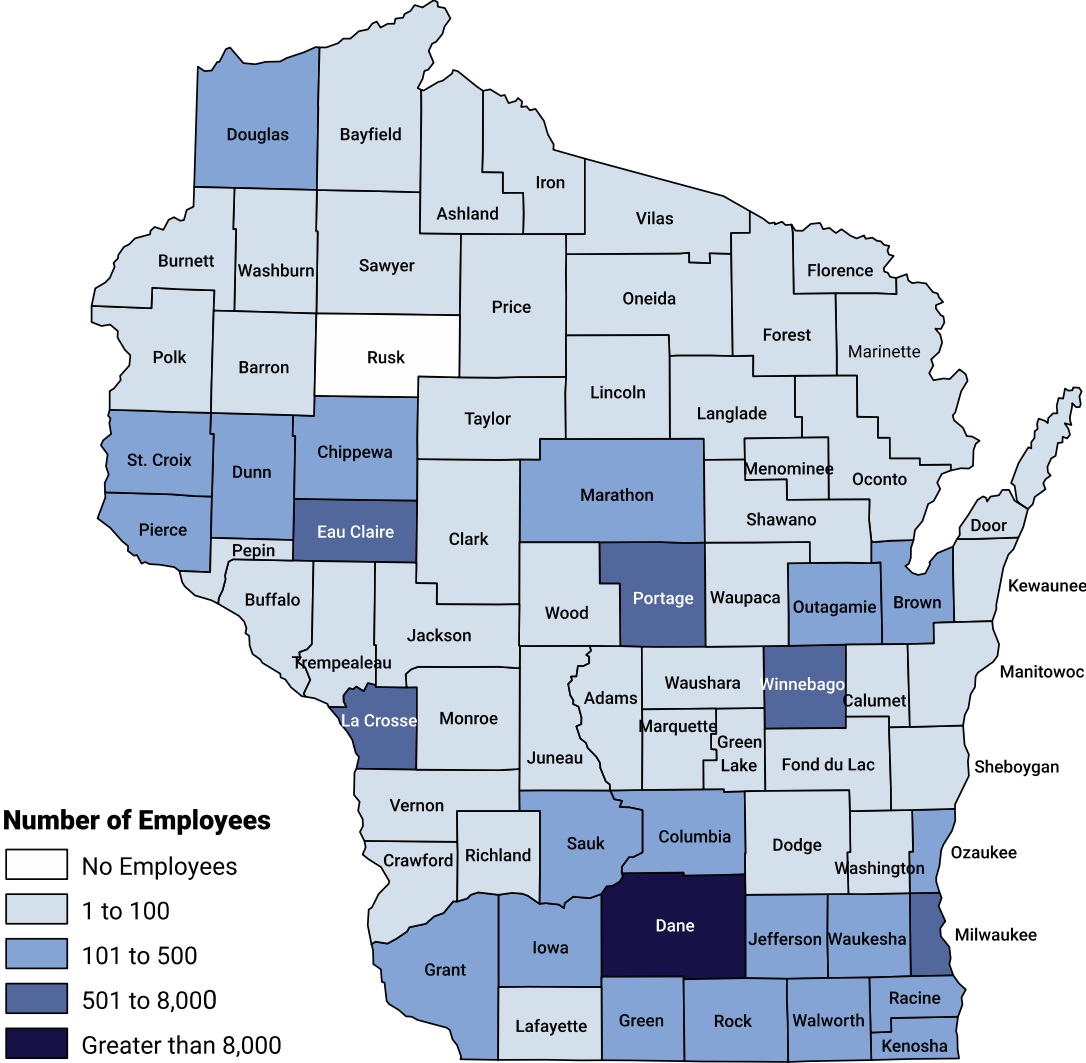 Douglas
Bayfield
Iron
Ashland
Vilas
Burnett
Washburn
Sawyer
Florence
Oneida
Price
Forest
Polk
Barron
Rusk
Marinette
Lincoln
Langlade
Taylor
St. Croix
Dunn
Chippewa
Menominee
Oconto
Marathon
Pierce
Eau Claire
Clark
Shawano
Door
Pepin
Buffalo
Wood
Portage
Waupaca
Outagamie
Brown
Kewaunee
Trempealeau
Jackson
Manitowoc
La Crosse
Monroe
Adams
Waushara
Winnebago
Calumet
Marquette
Green
Lake
Juneau
Fond du Lac
Sheboygan
Vernon
Crawford
Richland
Sauk
Columbia
Dodge
Washington
Ozaukee
Grant
Iowa
Dane
Jefferson
Waukesha
Milwaukee
Lafayette
Green
Rock
Walworth
Racine
Kenosha
Number of Employees
No Employees
1 to 100
101 to 500
501 to 8,000
Greater than 8,000